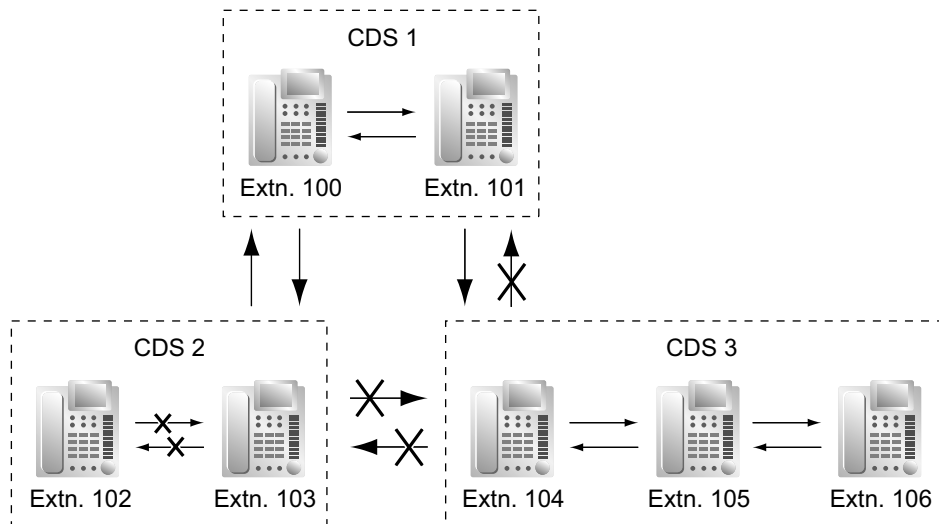 CDS 1
Extn. 100 Extn. 101
CDS 2 CDS 3
Extn. 102 Extn. 103 Extn. 104 Extn. 105 Extn. 106